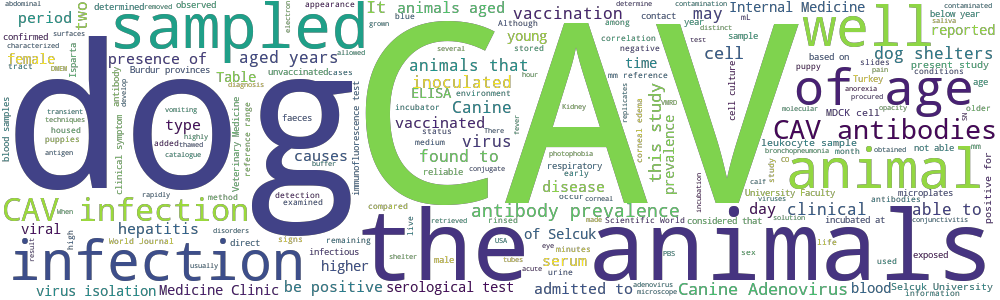 dog
CAV
the animals
infection
sampled
well
of age
animal
CAV antibodies
CAV infection
abdominal
period
determined
removed
observed
two
confirmed
characterized
surfaces
electron
appearance
female
presence of
aged years
allowed
tract
DMEM
Isparta
Burdur provinces
unvaccinated
cases
Table
diagnosis
blood samples
transient
techniques
housed
puppies
antigen
clinical symptom
antibody
develop
vomiting
type
highly
added
thawed
catalogue
reference range
Veterinary Medicine
faeces
causes
buffer
detection
examined
immunofluorescence test
rapidly
method
When
viral
hepatitis
disorders
result
high
World Journal
direct
signs
remaining
infectious
usually
higher
virus isolation
Medicine Clinic
be positive
serological test
It animals aged
grown
blue
vaccination
Although
among
young
stored
several
animals that
inoculated
hour
ELISA
environment
incubator
Canine
vaccinated
status
There
medium
virus
fever
found to
photophobia
reliable
conjugate
respiratory
early
disease
occur
corneal
antibody prevalence
compared
live
retrieved
rinsed
made
Scientific World
considered that
of Selcuk
USA
eye
minutes
serum
shelter
male
tubes
acute
urine
admitted to
adenovirus
microscope
PBS
Canine Adenovirus
blood
Selcuk University
information
determine
contact
year
may
correlation
distinct
negative
test
time
cell
mm
reference
Kidney
replicates
VMRD
corneal edema
this study
prevalence
incubation
Internal Medicine
contamination
below year
saliva
mL
sample
reported
dog shelters
based on
present study
puppy
slides
conditions
pain
Turkey
age
anorexia
procured
molecular
opacity
older
cell culture
MDCK cell
SN
leukocyte sample
bronchopneumonia
month
obtained
not able
mm
study
CO
calf
viruses
antibodies
University Faculty
microplates
day
clinical
able to
solution
incubated at
conjunctivitis
positive for
life
sex
used
exposed